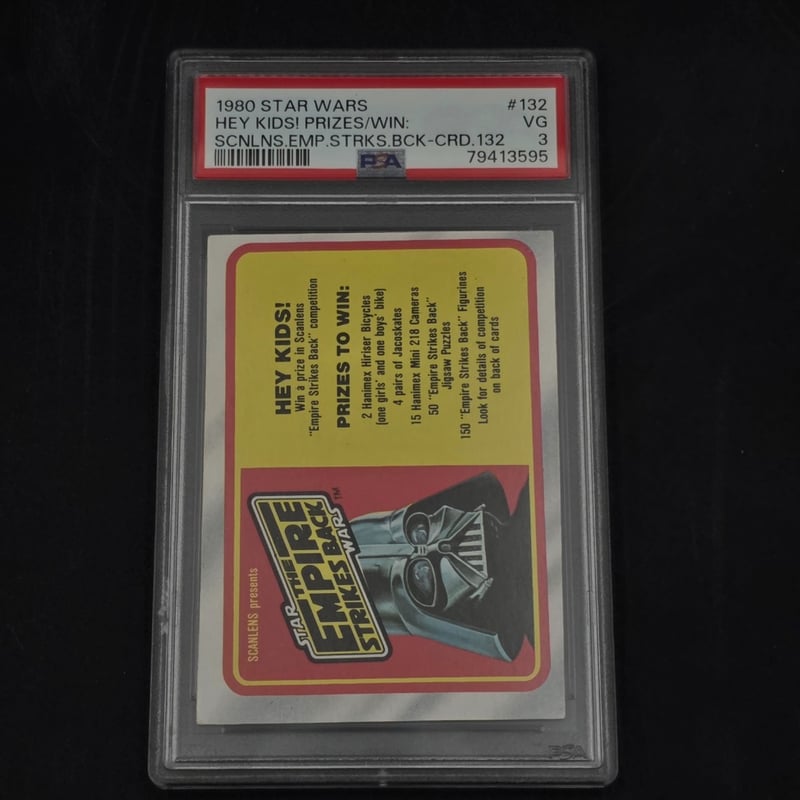 1980 STAR WARS #132
HEY KIDS! PRIZES/WIN: VG
SCNLNS.EMP.STRKS.BCK-CRD.132 3
PSA 79413595
SCANLENS presents
STAR WARS™
THE
EMPIRE
STRIKES BACK
HEY KIDS!
Win a prize in Scanlens
"Empire Strikes Back" competition
PRIZES TO WIN:
2 Hanimex Hiriser Bicycles
(one girls' and one boys' bike)
4 pairs of Jacoskates
15 Hanimex Mini 218 Cameras
50 "Empire Strikes Back"
Jigsaw Puzzles
150 "Empire Strikes Back" Figurines
Look for details of competition
on back of cards
PSA